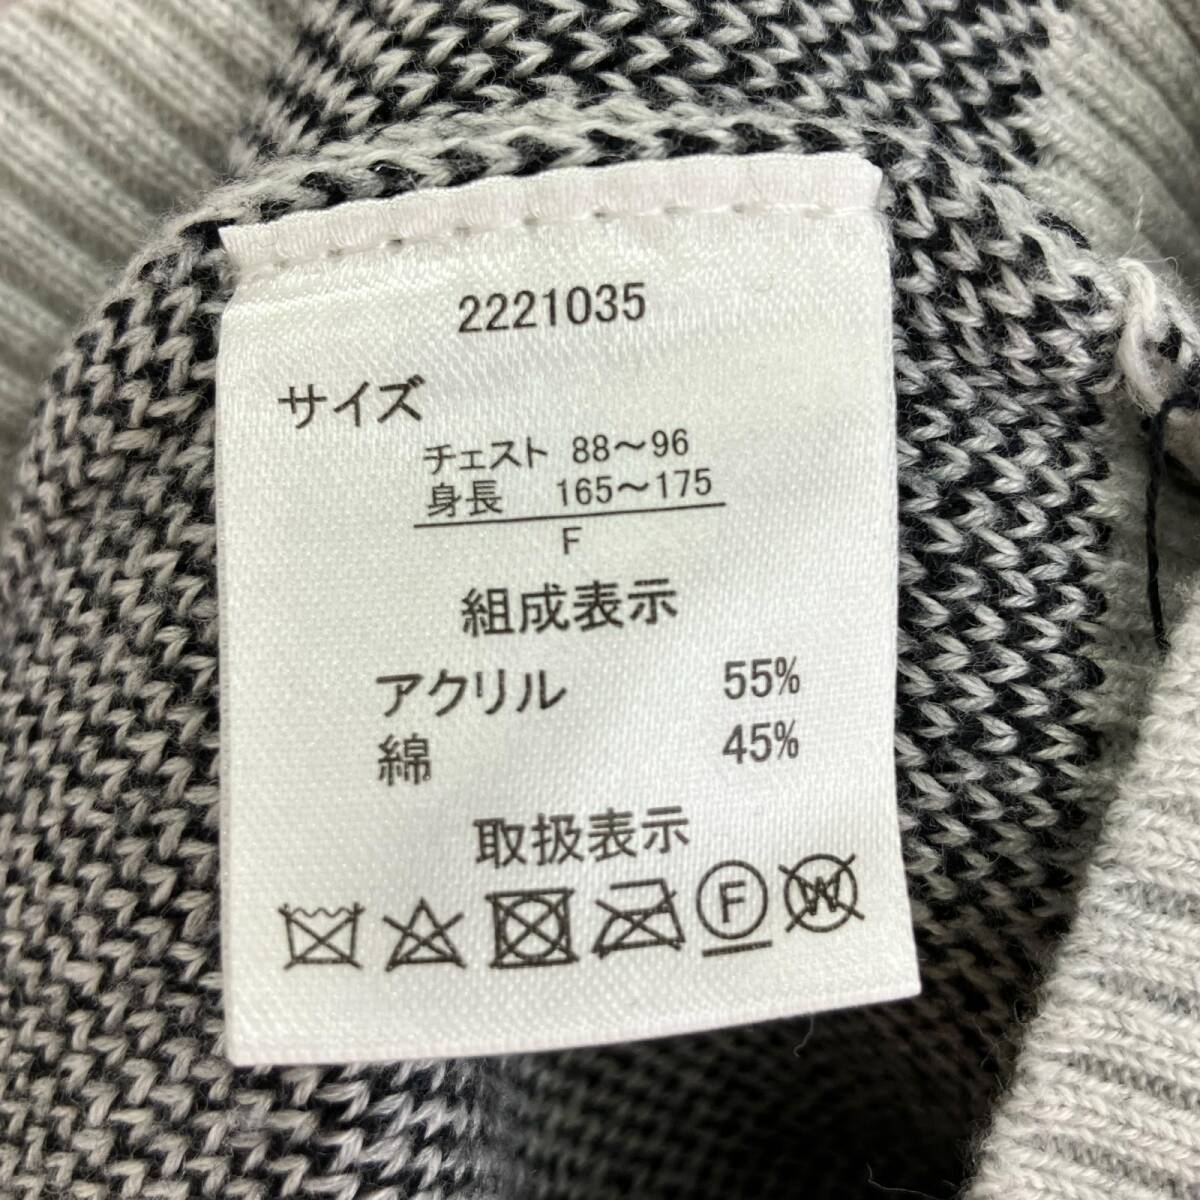 2221035
サイズ
チェスト 88～96
身長 165～175
F
組成表示
アクリル 55%
綿 45%
取扱表示
F W